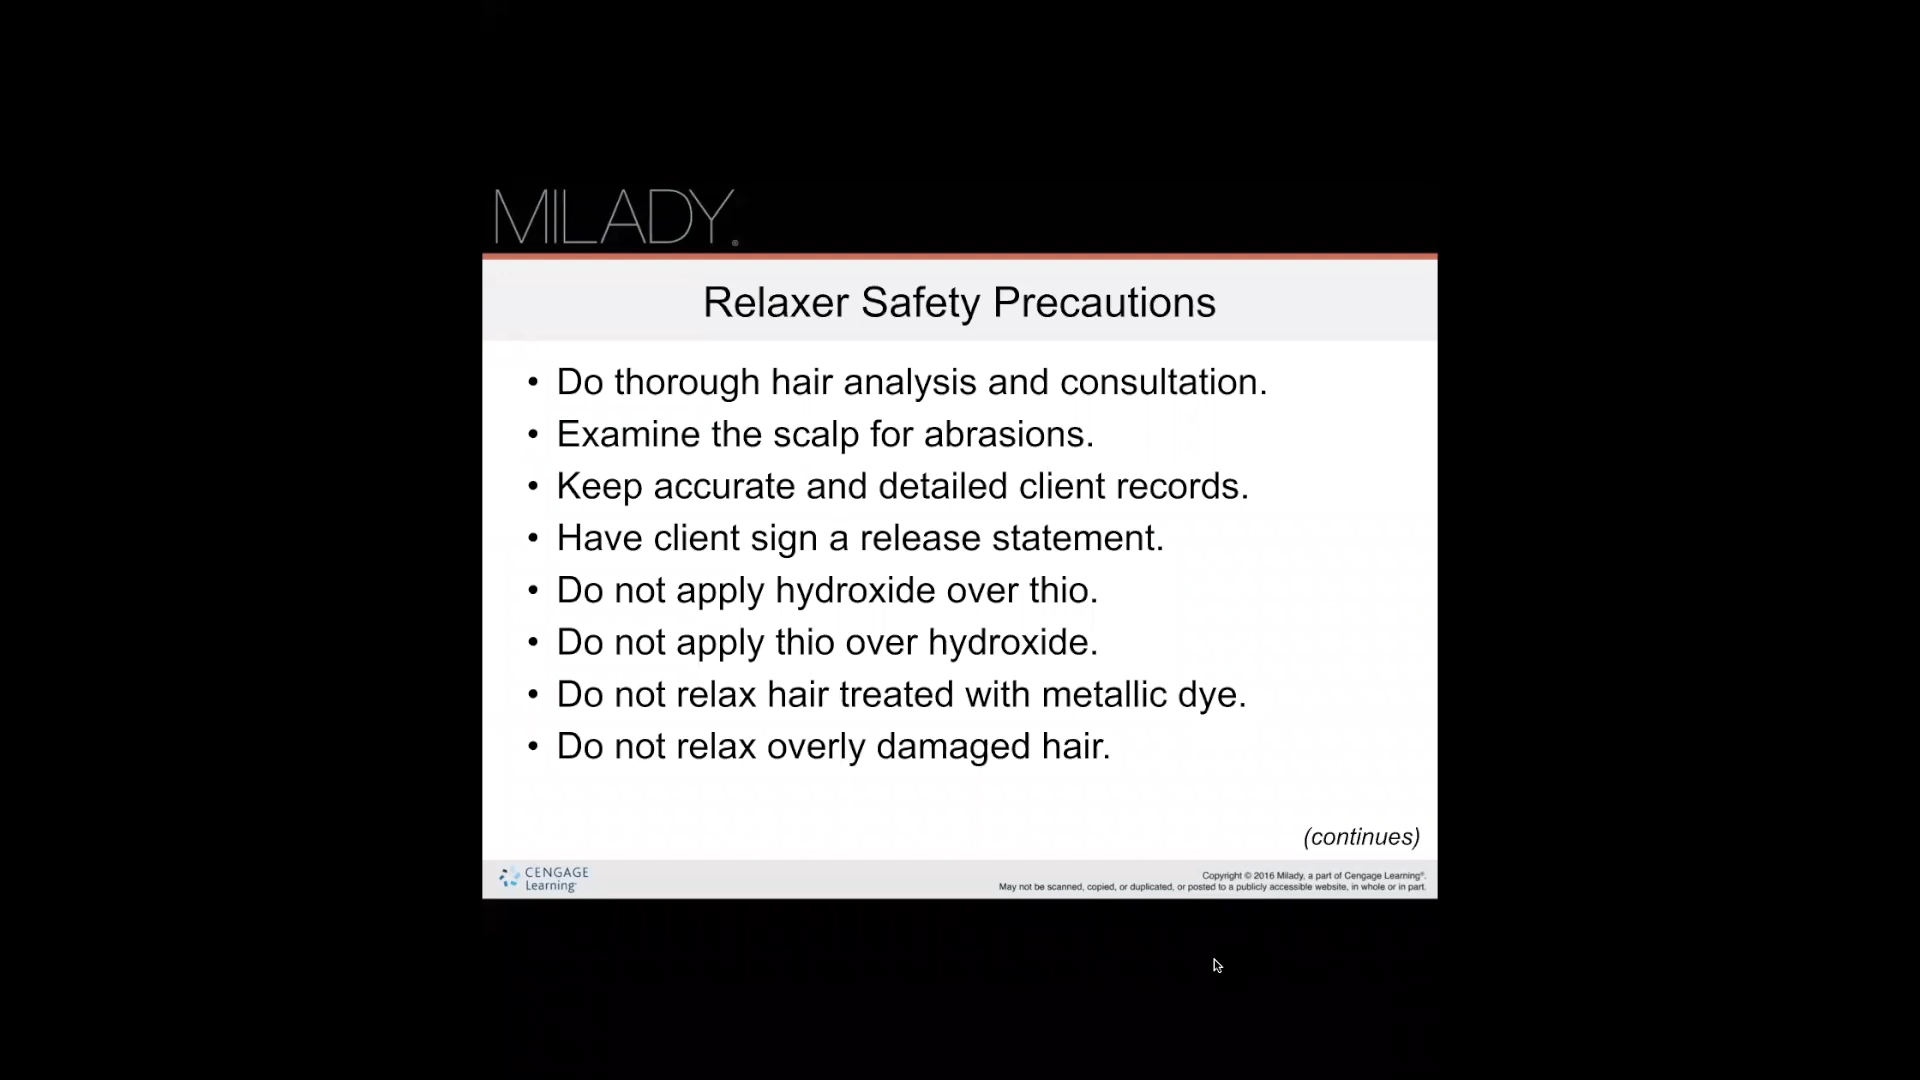 MILADY®
Relaxer Safety Precautions
• Do thorough hair analysis and consultation.
• Examine the scalp for abrasions.
• Keep accurate and detailed client records.
• Have client sign a release statement.
• Do not apply hydroxide over thio.
• Do not apply thio over hydroxide.
• Do not relax hair treated with metallic dye.
• Do not relax overly damaged hair.
(continues)
CENGAGE
Learning™
Copyright © 2016 Milady, a part of Cengage Learning®.
May not be scanned, copied, or duplicated, or posted to a publicly accessible website, in whole or in part.